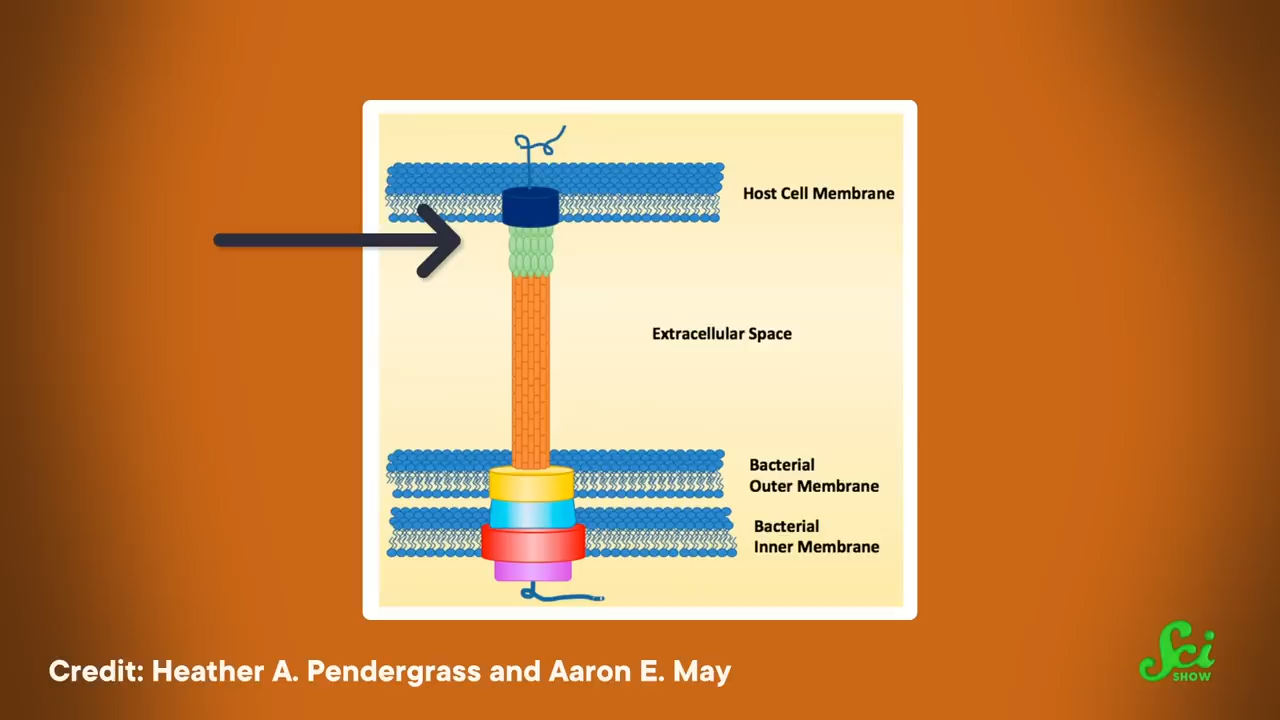 Host Cell Membrane
Extracellular Space
Bacterial
Outer Membrane
Bacterial
Inner Membrane
Credit: Heather A. Pendergrass and Aaron E. May
Sci
SHOW